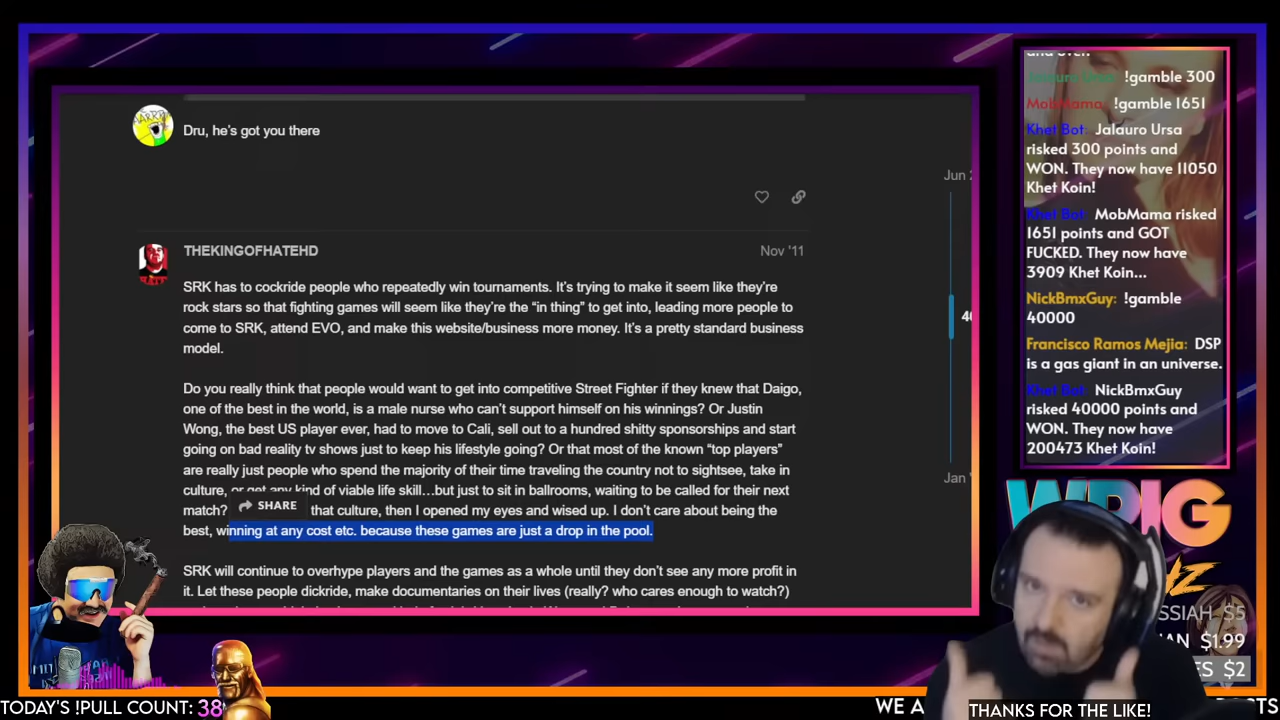 Dru, he's got you there
Jun 2
THEKINGOFHATEHD
Nov '11
SRK has to cockride people who repeatedly win tournaments. It's trying to make it seem like they're
rock stars so that fighting games will seem like they're the “in thing” to get into, leading more people to
come to SRK, attend EVO, and make this website/business more money. It's a pretty standard business
model.
Do you really think that people would want to get into competitive Street Fighter if they knew that Daigo,
one of the best in the world, is a male nurse who can't support himself on his winnings? Or Justin
Wong, the best US player ever, had to move to Cali, sell out to a hundred shitty sponsorships and start
going on bad reality tv shows just to keep his lifestyle going? Or that most of the known “top players”
are really just people who spend the majority of their time traveling the country not to sightsee, take in
culture, or get any kind of viable life skill…but just to sit in ballrooms, waiting to be called for their next
match? SHARE that culture, then I opened my eyes and wised up. I don't care about being the
best, winning at any cost etc. because these games are just a drop in the pool.
SRK will continue to overhype players and the games as a whole until they don't see any more profit in
it. Let these people dickride, make documentaries on their lives (really? who cares enough to watch?)
Jan '
!gamble 300
MobMama: !gamble 1651
Khet Bot: Jalauro Ursa
risked 300 points and
WON. They now have 11050
Khet Koin!
Khet Bot: MobMama risked
1651 points and GOT
FUCKED. They now have
3909 Khet Koin...
NickBmxGuy: !gamble
40000
Francisco Ramos Mejia: DSP
is a gas giant in an universe.
Khet Bot: NickBmxGuy
risked 40000 points and
WON. They now have
200473 Khet Koin!
SSIAH $5
AN $1.99
ES $2
TODAY'S !PULL COUNT: 38
WE A
THANKS FOR THE LIKE!